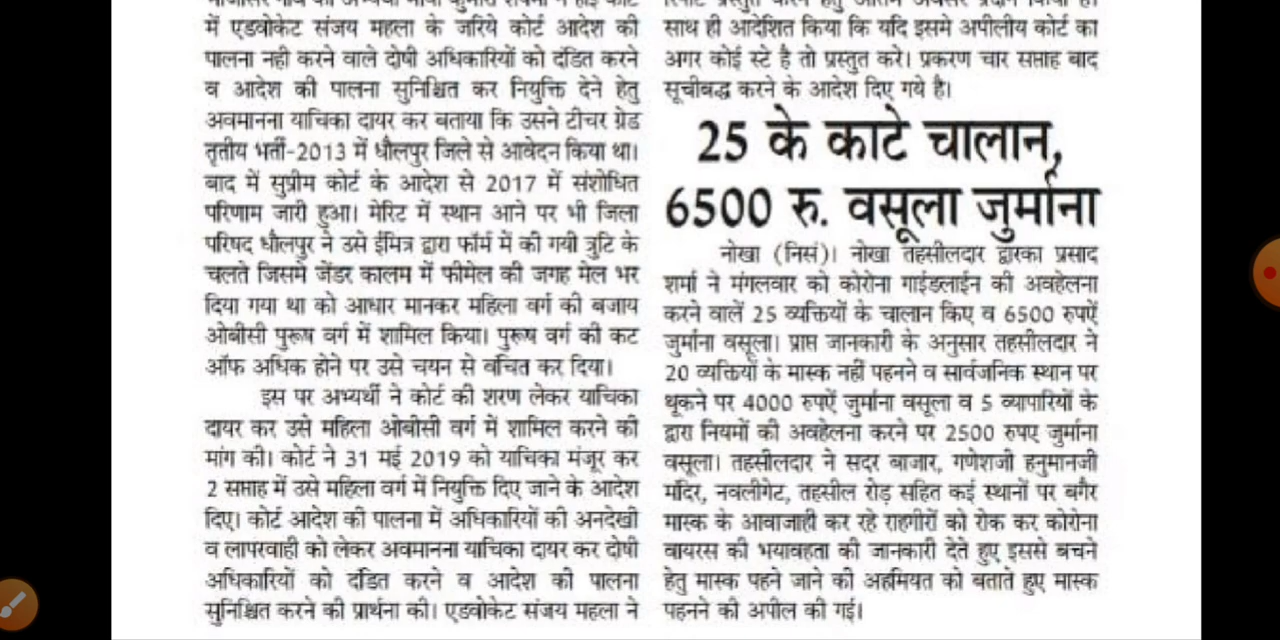 में एडवोकेट संजय महला के जरिये कोर्ट आदेश की
पालना नही करने वाले दोषी अधिकारियों को दंडित करने
व आदेश की पालना सुनिश्चित कर नियुक्ति देने हेतु
अवमानना याचिका दायर कर बताया कि उसने टीचर ग्रेड
तृतीय भर्ती-2013 में धौलपुर जिले से आवेदन किया था।
बाद में सुप्रीम कोर्ट के आदेश से 2017 में संशोधित
परिणाम जारी हुआ। मेरिट में स्थान आने पर भी जिला
परिषद धौलपुर ने उसे ईमित्र द्वारा फॉर्म में की गयी त्रुटि के
चलते जिसमे जेंडर कालम में फीमेल की जगह मेल भर
दिया गया था को आधार मानकर महिला वर्ग की बजाय
ओबीसी पुरूष वर्ग में शामिल किया। पुरूष वर्ग की कट
ऑफ अधिक होने पर उसे चयन से वंचित कर दिया।
इस पर अभ्यर्थी ने कोर्ट की शरण लेकर याचिका
दायर कर उसे महिला ओबीसी वर्ग में शामिल करने की
मांग की। कोर्ट ने 31 मई 2019 को याचिका मंजूर कर
2 सप्ताह में उसे महिला वर्ग में नियुक्ति दिए जाने के आदेश
दिए। कोर्ट आदेश की पालना में अधिकारियों की अनदेखी
व लापरवाही को लेकर अवमानना याचिका दायर कर दोषी
अधिकारियों को दंडित करने व आदेश की पालना
सुनिश्चित करने की प्रार्थना की। एडवोकेट संजय महला ने
साथ ही आदेशित किया कि यदि इसमे अपीलीय कोर्ट का
अगर कोई स्टे है तो प्रस्तुत करे। प्रकरण चार सप्ताह बाद
सूचीबद्ध करने के आदेश दिए गये है।
25 के काटे चालान,
6500 रु. वसूला जुर्माना
नोखा (निसं)। नोखा तहसीलदार द्वारका प्रसाद
शर्मा ने मंगलवार को कोरोना गाईडलाईन की अवहेलना
करने वालें 25 व्यक्तियों के चालान किए व 6500 रुपऐं
जुर्माना वसूला। प्राप्त जानकारी के अनुसार तहसीलदार ने
20 व्यक्तियों के मास्क नहीं पहनने व सार्वजनिक स्थान पर
थूकने पर 4000 रुपऐं जुर्माना वसूला व 5 व्यापारियों के
द्वारा नियमों की अवहेलना करने पर 2500 रुपए जुर्माना
वसूला। तहसीलदार ने सदर बाजार, गणेशजी हनुमानजी
मंदिर, नवलीगेट, तहसील रोड़ सहित कई स्थानों पर बगैर
मास्क के आवाजाही कर रहे राहगीरों को रोक कर कोरोना
वायरस की भयावहता की जानकारी देते हुए इससे बचने
हेतु मास्क पहने जाने की अहमियत को बताते हुए मास्क
पहनने की अपील की गई।